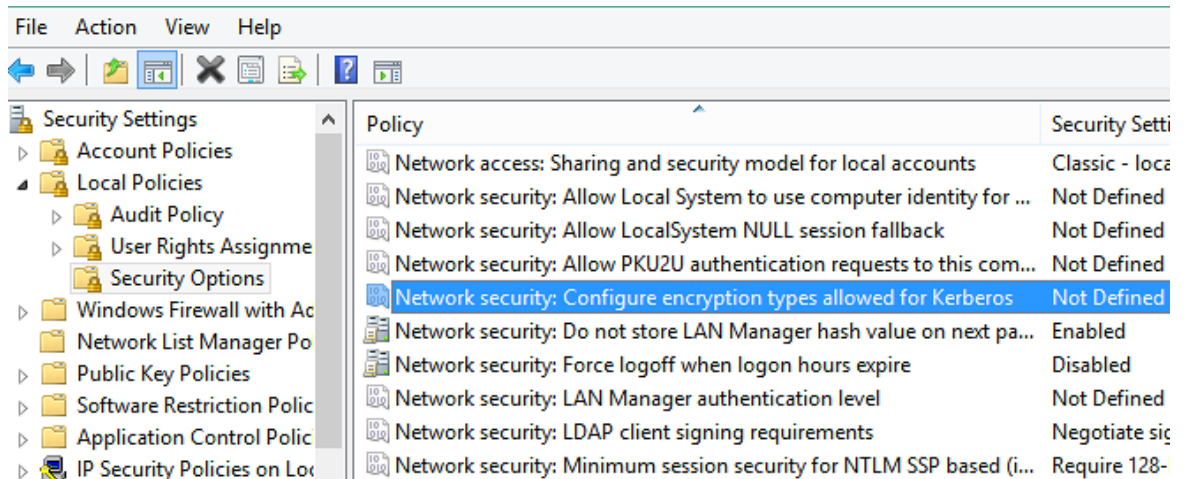 File Action View Help
Security Settings
Account Policies
Local Policies
Audit Policy
User Rights Assignme
Security Options
Windows Firewall with Ad
Network List Manager Po
Public Key Policies
Software Restriction Polic
Application Control Polic
IP Security Policies on Loc
Policy Security Setti
Network access: Sharing and security model for local accounts Classic - loca
Network security: Allow Local System to use computer identity for ... Not Defined
Network security: Allow LocalSystem NULL session fallback Not Defined
Network security: Allow PKU2U authentication requests to this com... Not Defined
Network security: Configure encryption types allowed for Kerberos Not Defined
Network security: Do not store LAN Manager hash value on next pa... Enabled
Network security: Force logoff when logon hours expire Disabled
Network security: LAN Manager authentication level Not Defined
Network security: LDAP client signing requirements Negotiate sig
Network security: Minimum session security for NTLM SSP based (i... Require 128-